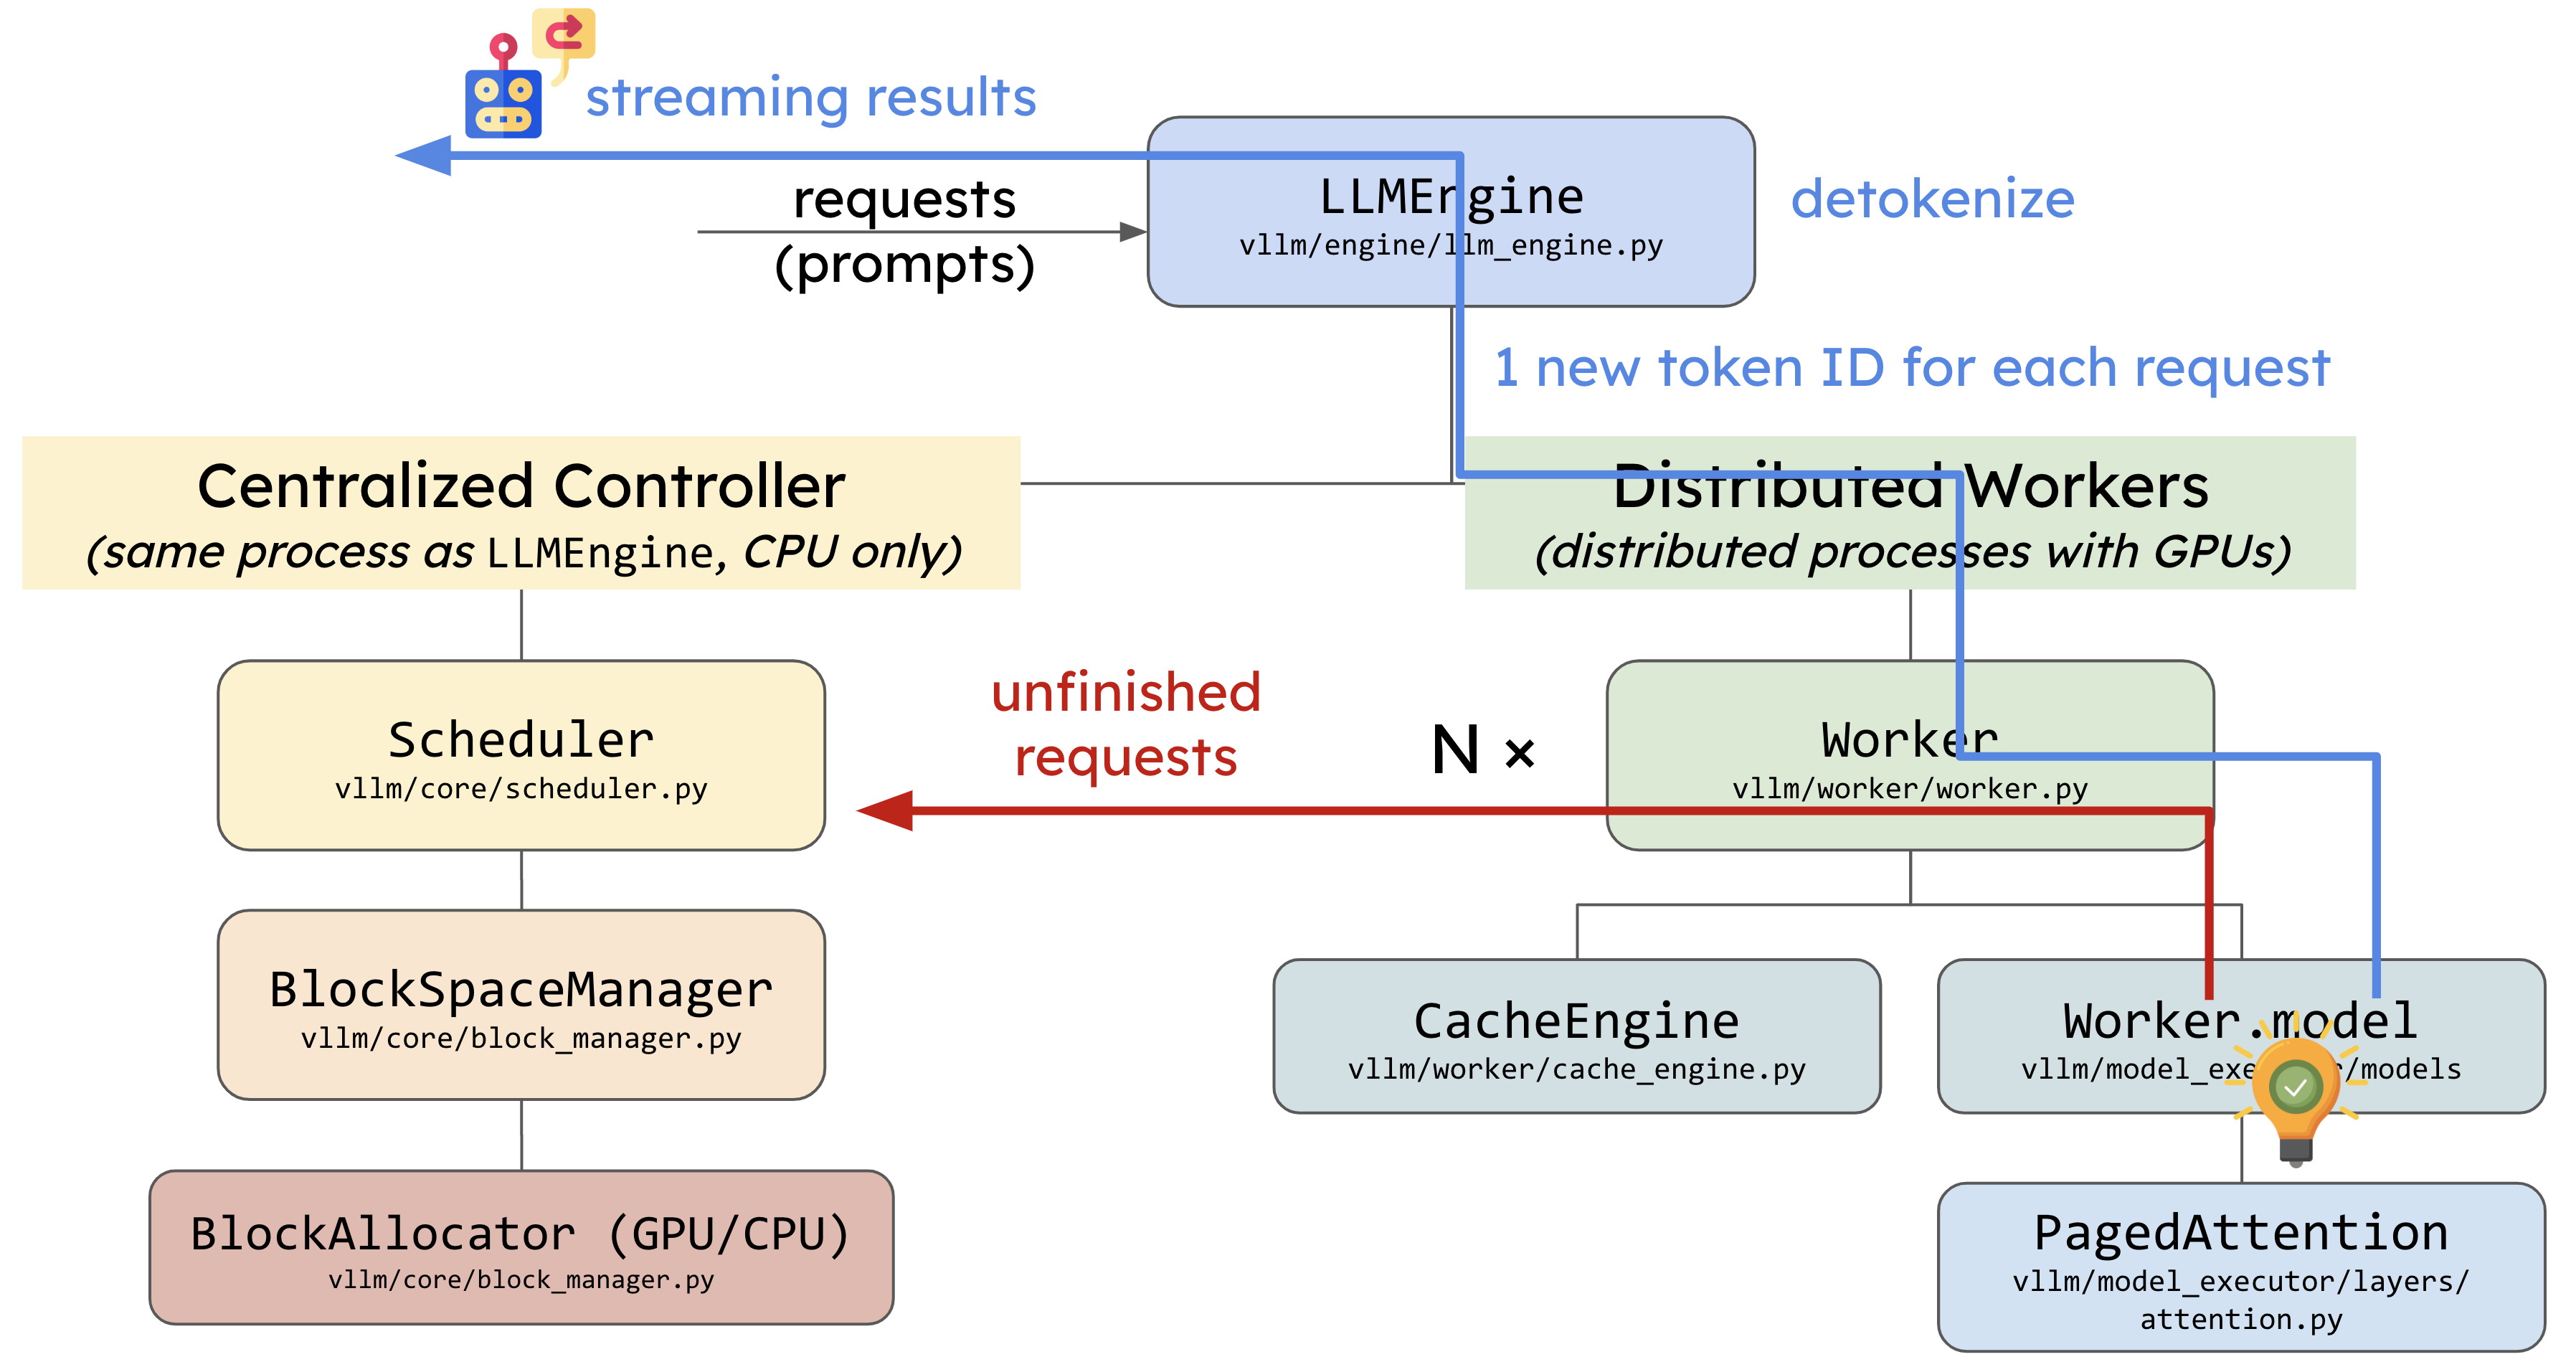 streaming results
requests
(prompts)
LLMEngine
vllm/engine/llm_engine.py
detokenize
1 new token ID for each request
Centralized Controller
(same process as LLMEngine, CPU only)
Distributed Workers
(distributed processes with GPUs)
Scheduler
vllm/core/scheduler.py
unfinished
requests
N ×
Worker
vllm/worker/worker.py
BlockSpaceManager
vllm/core/block_manager.py
CacheEngine
vllm/worker/cache_engine.py
Worker.model
vllm/model_executor/models
BlockAllocator (GPU/CPU)
vllm/core/block_manager.py
PagedAttention
vllm/model_executor/layers/
attention.py